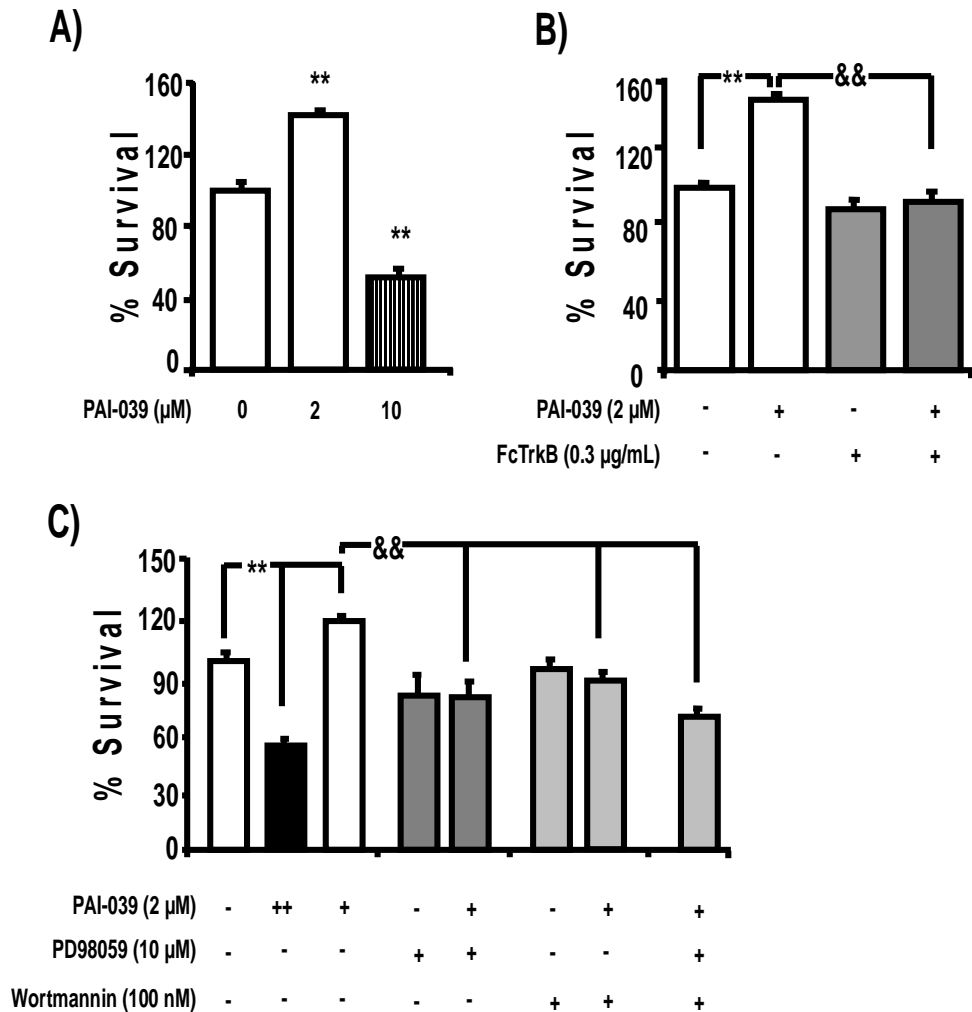 A)
% Survival
160
**
120
80
**
40
0
PAI-039 (µM) 0 2 10
B)
% Survival
160
** &&
120
80
40
0
PAI-039 (2 µM) - + - +
FcTrkB (0.3 µg/mL) - - + +
C)
% Survival
150
** &&
120
90
60
30
0
PAI-039 (2 µM) - ++ + - + - + +
PD98059 (10 µM) - - - + + - - +
Wortmannin (100 nM) - - - - - + + +